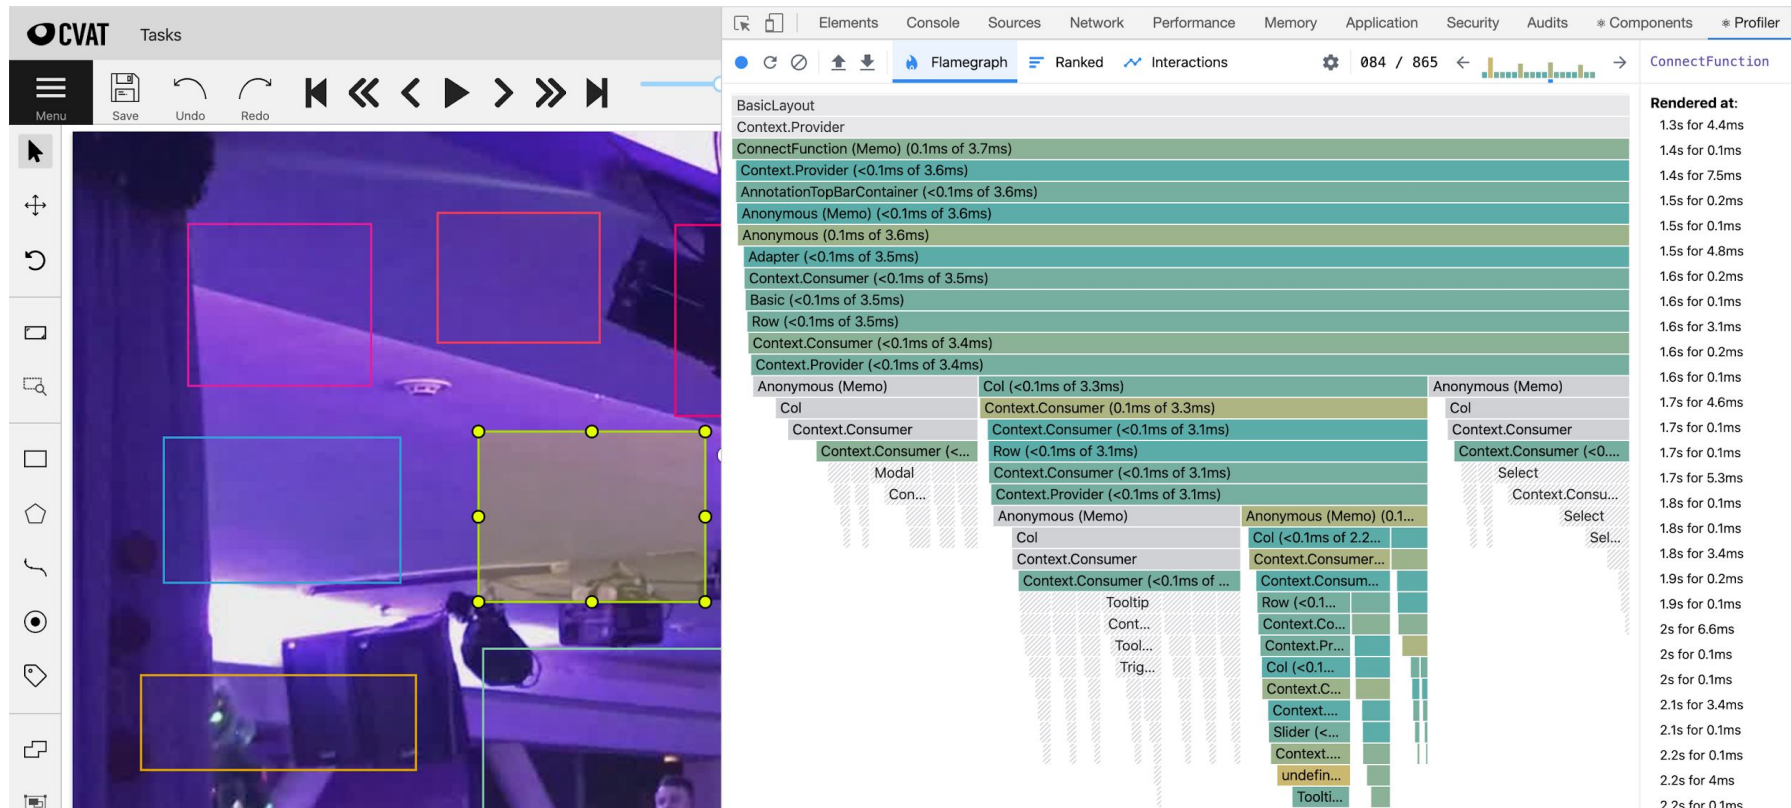 CVAT
Tasks
Elements
Console
Sources
Network
Performance
Memory
Application
Security
Audits
Components
Profiler
Menu
Save
Undo
Redo
Flamegraph
Ranked
Interactions
084 / 865
ConnectFunction
BasicLayout
Context.Provider
ConnectFunction (Memo) (0.1ms of 3.7ms)
Context.Provider (<0.1ms of 3.6ms)
AnnotationTopBarContainer (<0.1ms of 3.6ms)
Anonymous (Memo) (<0.1ms of 3.6ms)
Anonymous (0.1ms of 3.6ms)
Adapter (<0.1ms of 3.5ms)
Context.Consumer (<0.1ms of 3.5ms)
Basic (<0.1ms of 3.5ms)
Row (<0.1ms of 3.5ms)
Context.Consumer (<0.1ms of 3.4ms)
Context.Provider (<0.1ms of 3.4ms)
Anonymous (Memo)
Col (<0.1ms of 3.3ms)
Anonymous (Memo)
Col
Context.Consumer (0.1ms of 3.3ms)
Col
Context.Consumer
Context.Consumer (<0.1ms of 3.1ms)
Context.Consumer
Context.Consumer (<...
Row (<0.1ms of 3.1ms)
Context.Consumer (<0....
Modal
Context.Consumer (<0.1ms of 3.1ms)
Select
Con...
Context.Provider (<0.1ms of 3.1ms)
Context.Consu...
Anonymous (Memo)
Anonymous (Memo) (0.1...
Select
Col
Col (<0.1ms of 2.2...
Sel...
Context.Consumer
Context.Consumer...
Context.Consumer (<0.1ms of ...
Context.Consum...
Tooltip
Row (<0.1...
Cont...
Context.Co...
Tool...
Context.Pr...
Trig...
Col (<0.1...
Context.C...
Context....
Slider (<...
Context....
undefin...
Toolti...
Rendered at:
1.3s for 4.4ms
1.4s for 0.1ms
1.4s for 7.5ms
1.5s for 0.2ms
1.5s for 0.1ms
1.5s for 4.8ms
1.6s for 0.2ms
1.6s for 0.1ms
1.6s for 3.1ms
1.6s for 0.2ms
1.6s for 0.1ms
1.7s for 4.6ms
1.7s for 0.1ms
1.7s for 0.1ms
1.7s for 5.3ms
1.8s for 0.1ms
1.8s for 0.1ms
1.8s for 3.4ms
1.9s for 0.2ms
1.9s for 0.1ms
2s for 6.6ms
2s for 0.1ms
2s for 0.1ms
2.1s for 3.4ms
2.1s for 0.1ms
2.2s for 0.1ms
2.2s for 4ms
2.2s for 0.1ms